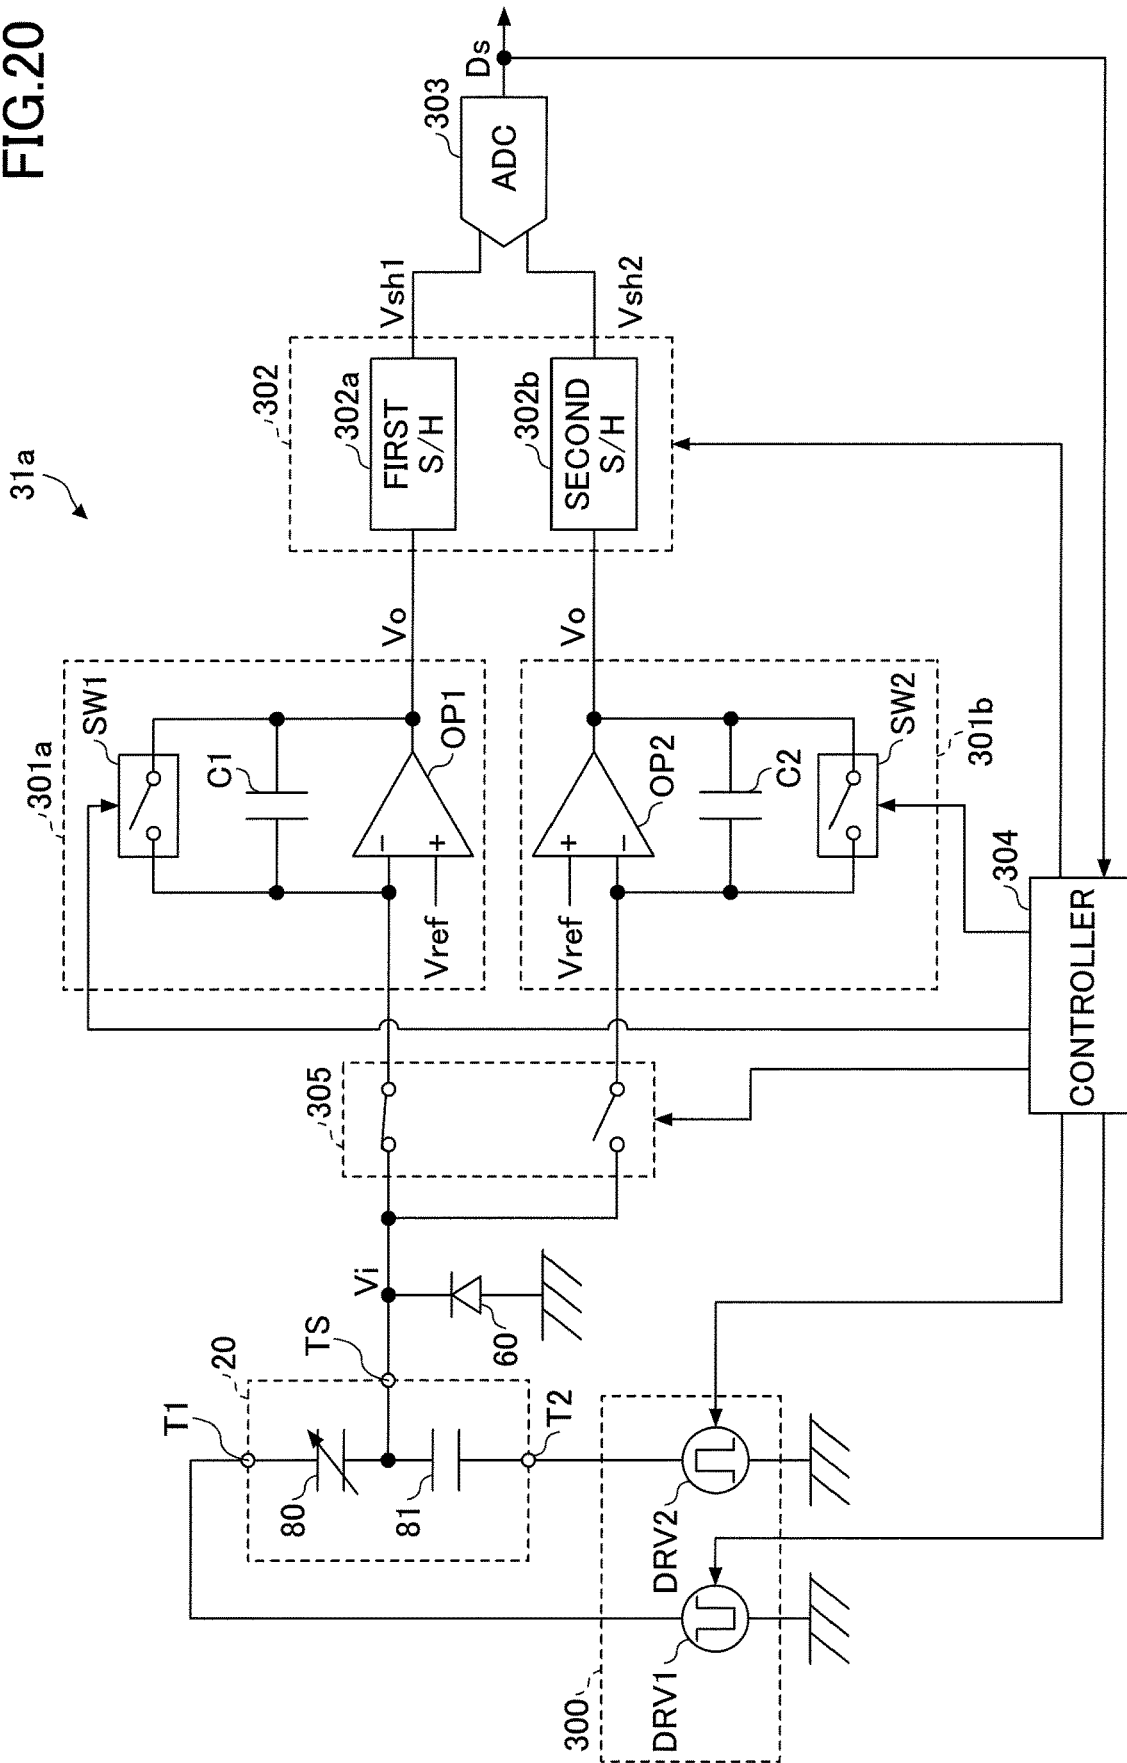 FIG.20
31a
301a
SW1
C1
OP1
Vo
302
302a
FIRST
S/H
Vsh1
303
ADC
Ds
T1
20
80
81
TS
Vi
60
T2
305
−
+
Vref
Vref
+
−
OP2
Vo
C2
SW2
301b
302b
SECOND
S/H
Vsh2
300
DRV1
DRV2
304
CONTROLLER